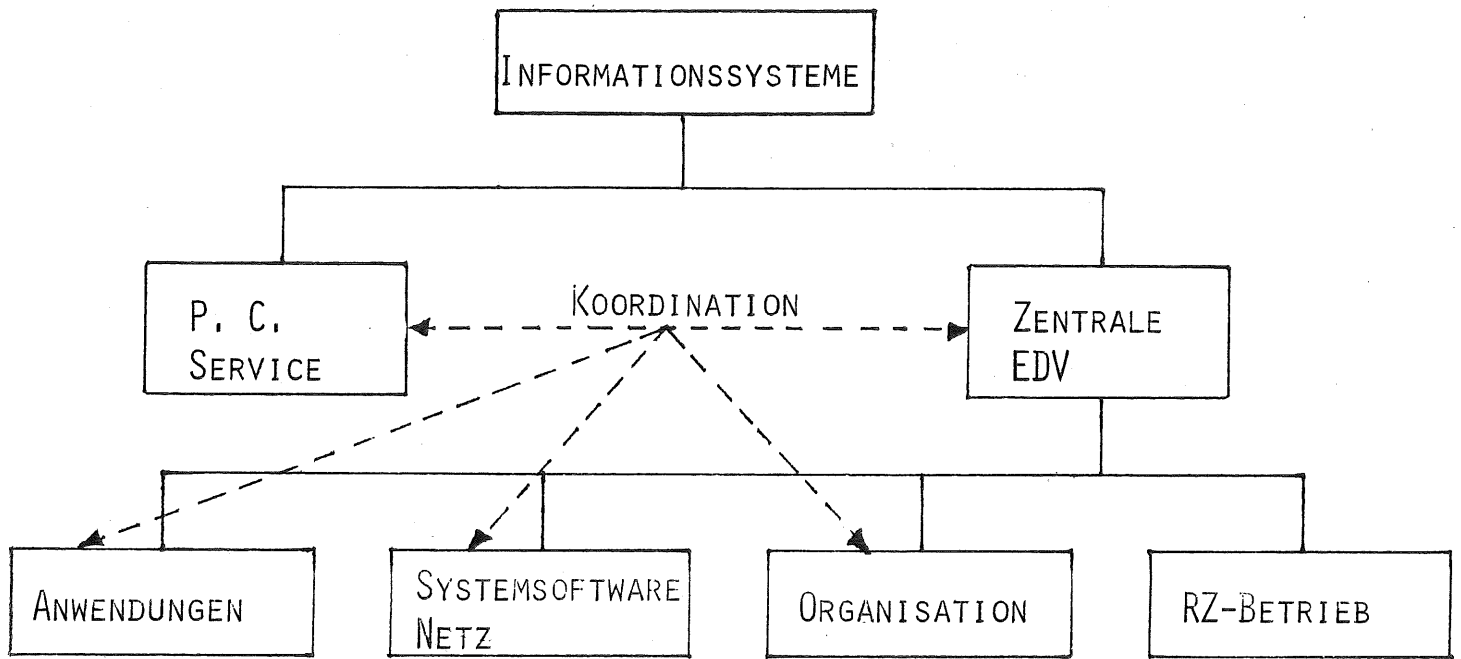 INFORMATIONSSYSTEME
P. C.
SERVICE
KOORDINATION
ZENTRALE
EDV
ANWENDUNGEN
SYSTEMSOFTWARE
NETZ
ORGANISATION
RZ-BETRIEB